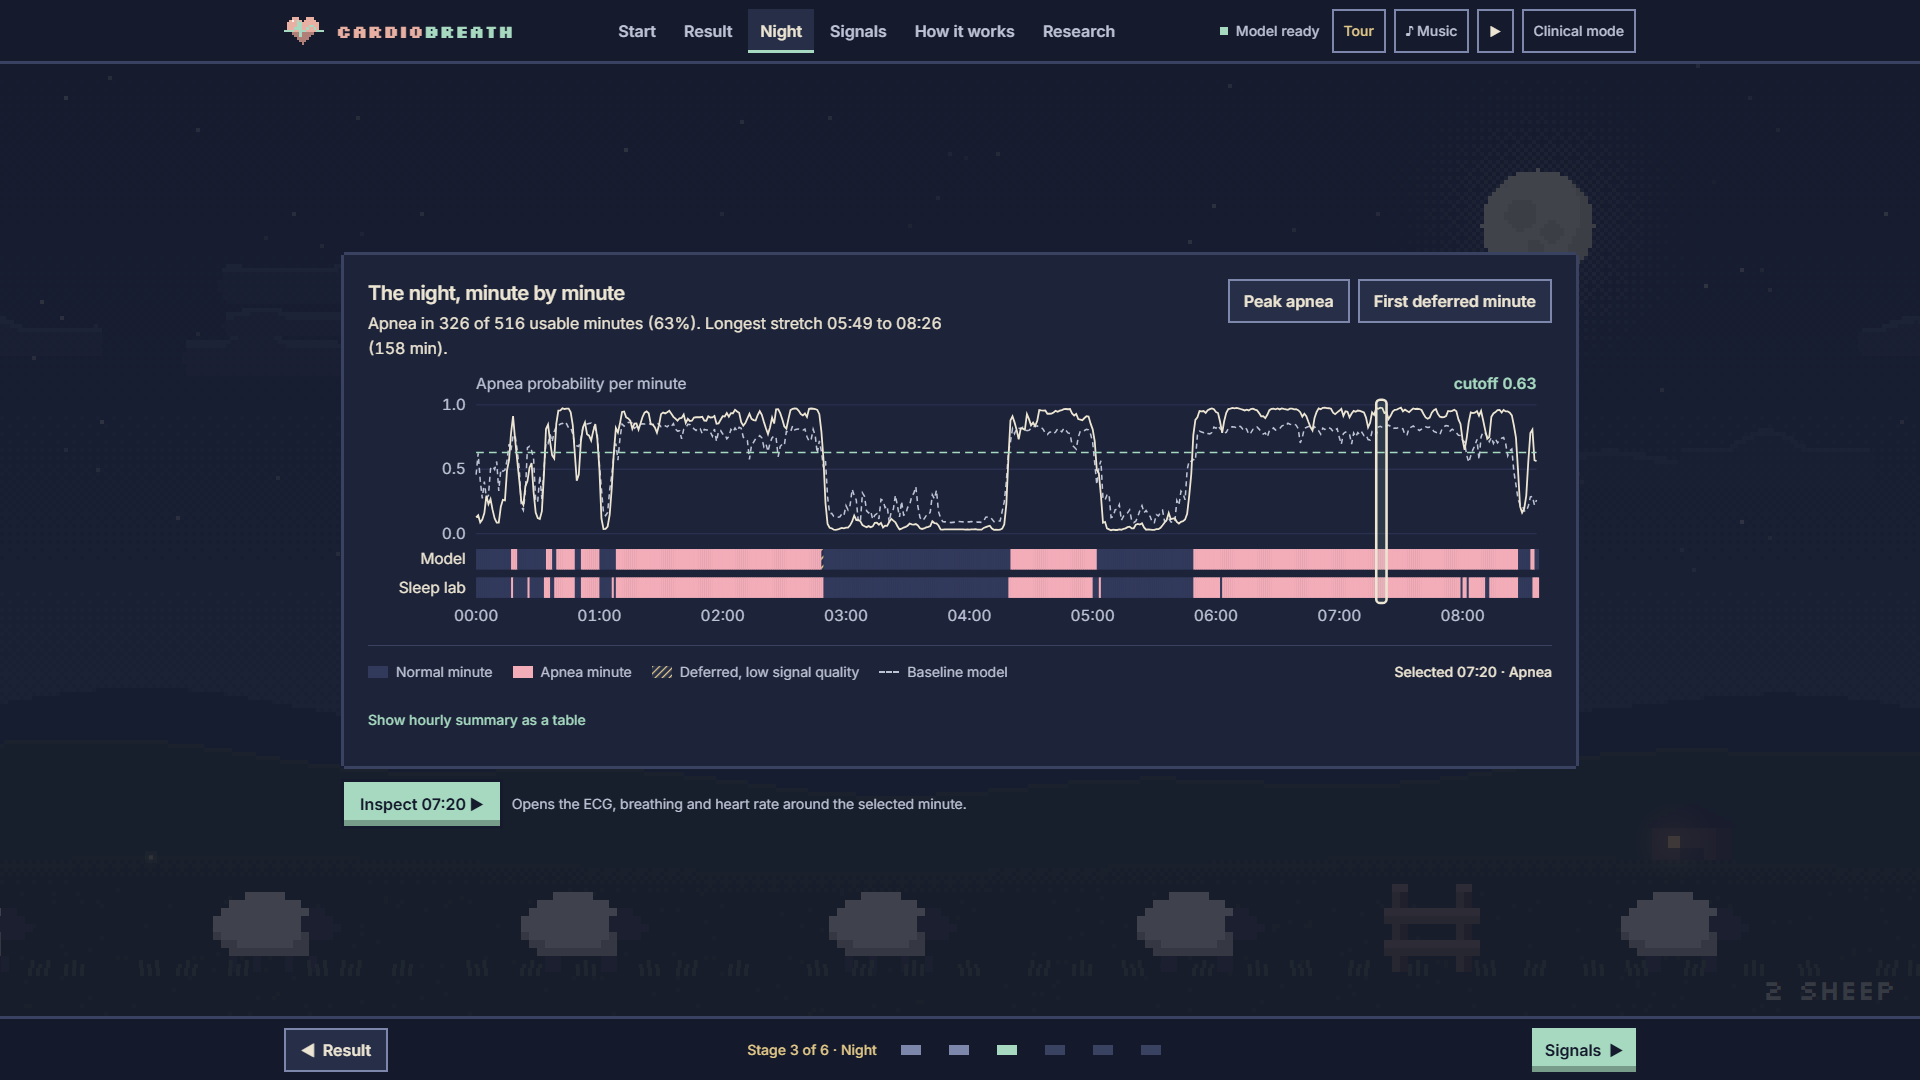 CARDIOBREATH
Start
Result
Night
Signals
How it works
Research
Model ready
Tour
♪ Music
▶
Clinical mode
The night, minute by minute
Apnea in 326 of 516 usable minutes (63%). Longest stretch 05:49 to 08:26
(158 min).
Peak apnea
First deferred minute
Apnea probability per minute
cutoff 0.63
1.0
0.5
0.0
Model
Sleep lab
00:00 01:00 02:00 03:00 04:00 05:00 06:00 07:00 08:00
Normal minute
Apnea minute
Deferred, low signal quality
Baseline model
Selected 07:20 · Apnea
Show hourly summary as a table
Inspect 07:20 ▶
Opens the ECG, breathing and heart rate around the selected minute.
2 SHEEP
◀ Result
Stage 3 of 6 · Night
Signals ▶